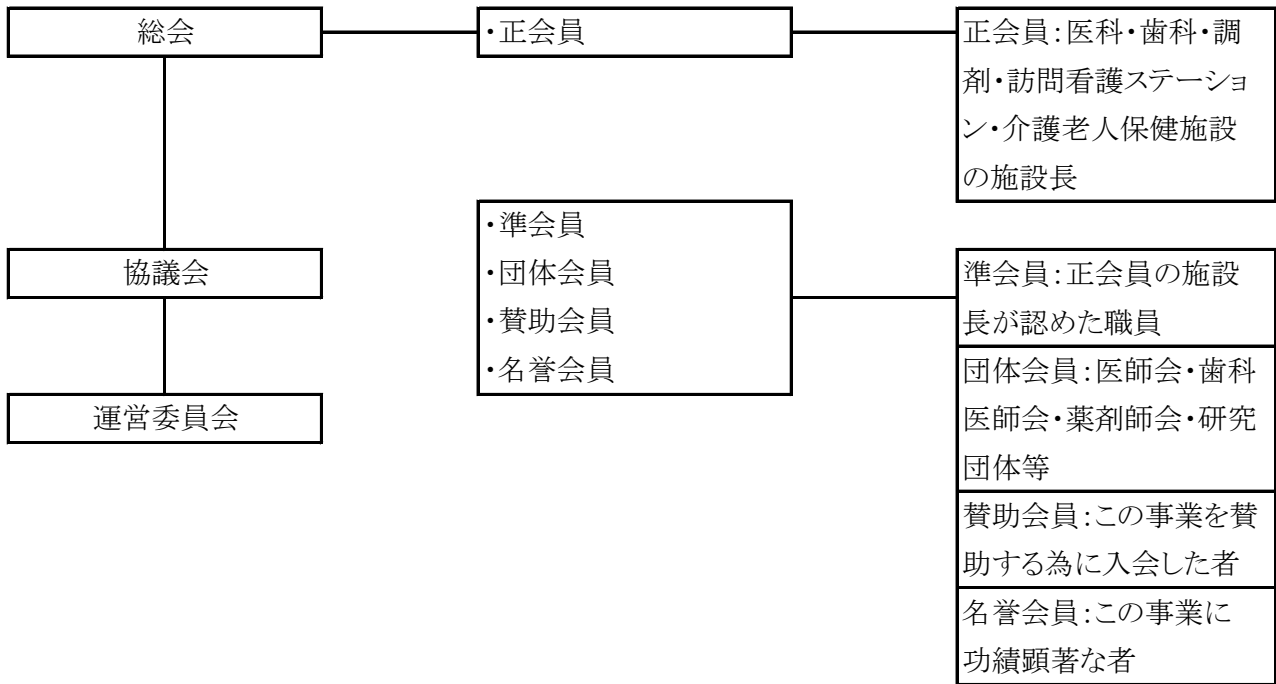 総会
・正会員
正会員：医科・歯科・調
剤・訪問看護ステーショ
ン・介護老人保健施設
の施設長
・準会員
・団体会員
・賛助会員
・名誉会員
協議会
準会員：正会員の施設
長が認めた職員
団体会員：医師会・歯科
医師会・薬剤師会・研究
団体等
運営委員会
賛助会員：この事業を賛
助する為に入会した者
名誉会員：この事業に
功績顕著な者